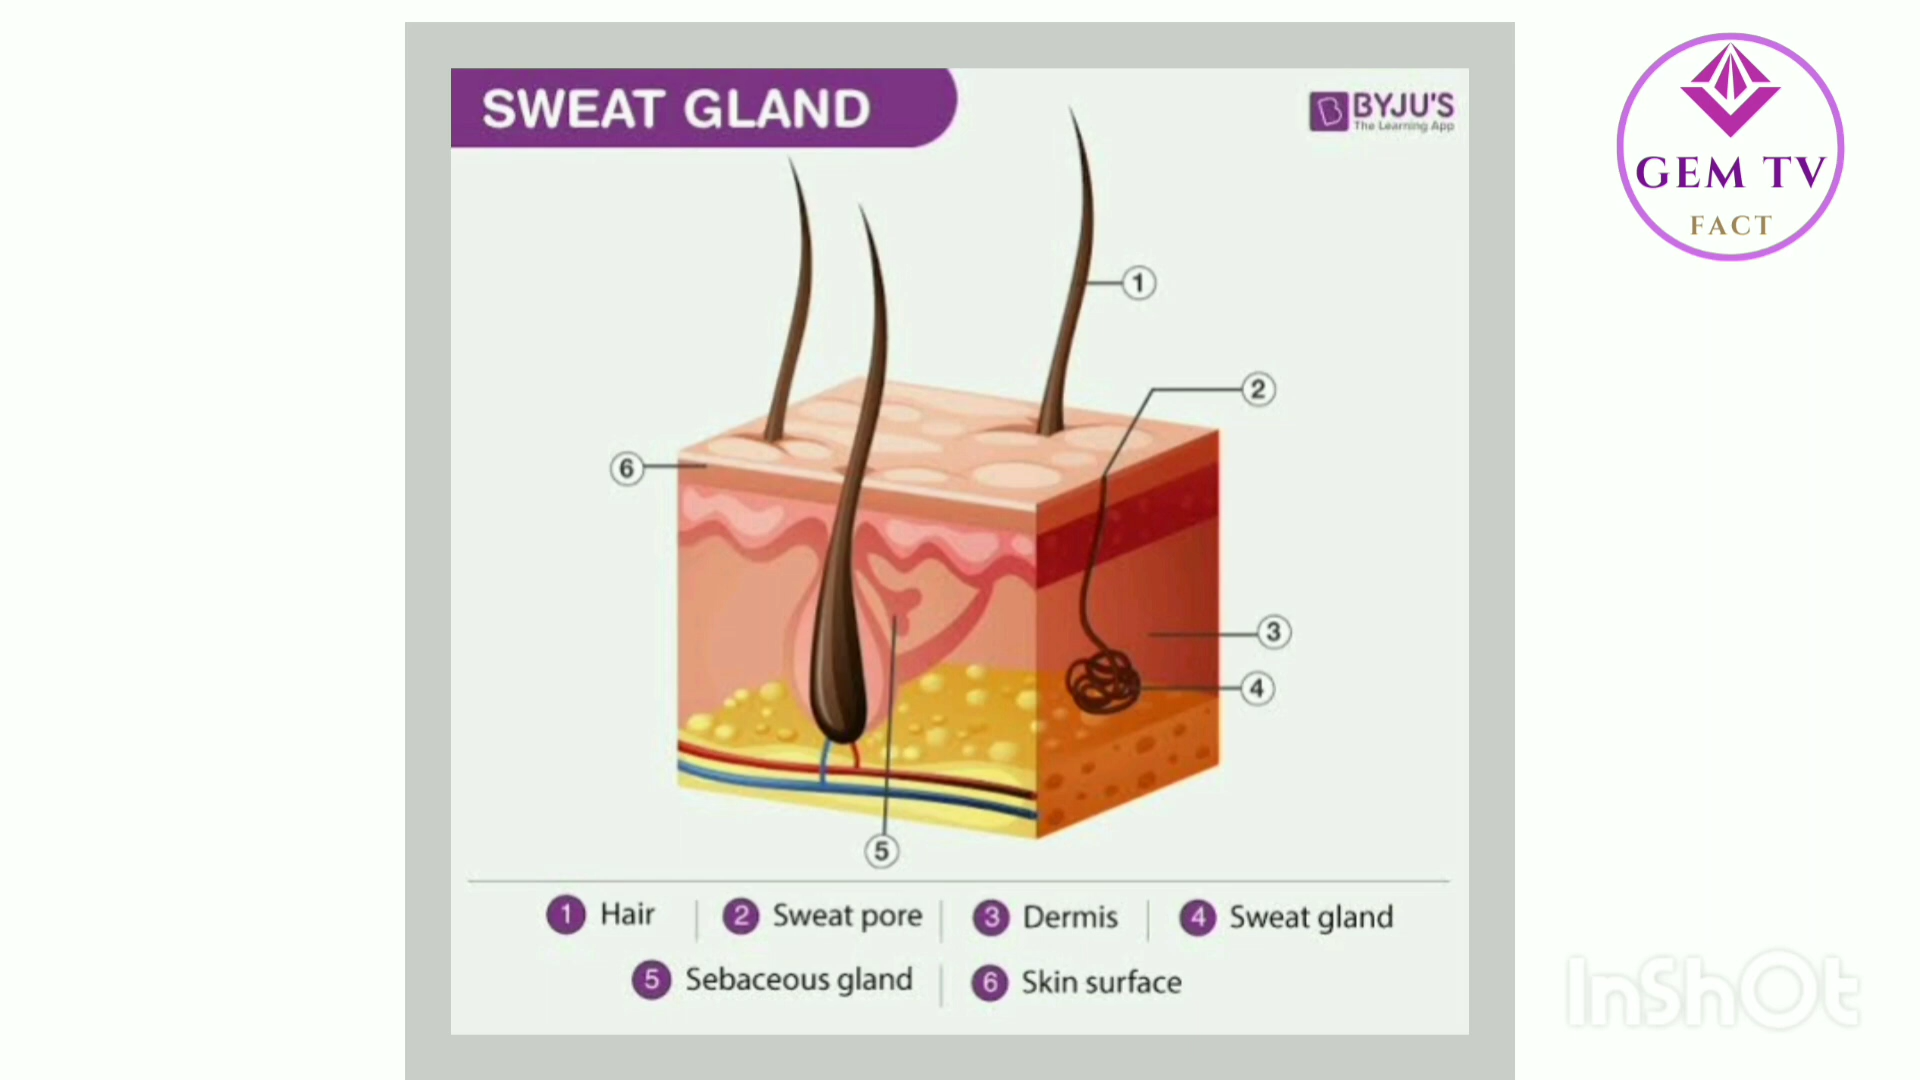 SWEAT GLAND
BYJU'S
The Learning App
GEM TV
FACT
1
2
6
3
4
5
1 Hair
2 Sweat pore
3 Dermis
4 Sweat gland
5 Sebaceous gland
6 Skin surface
InShOt